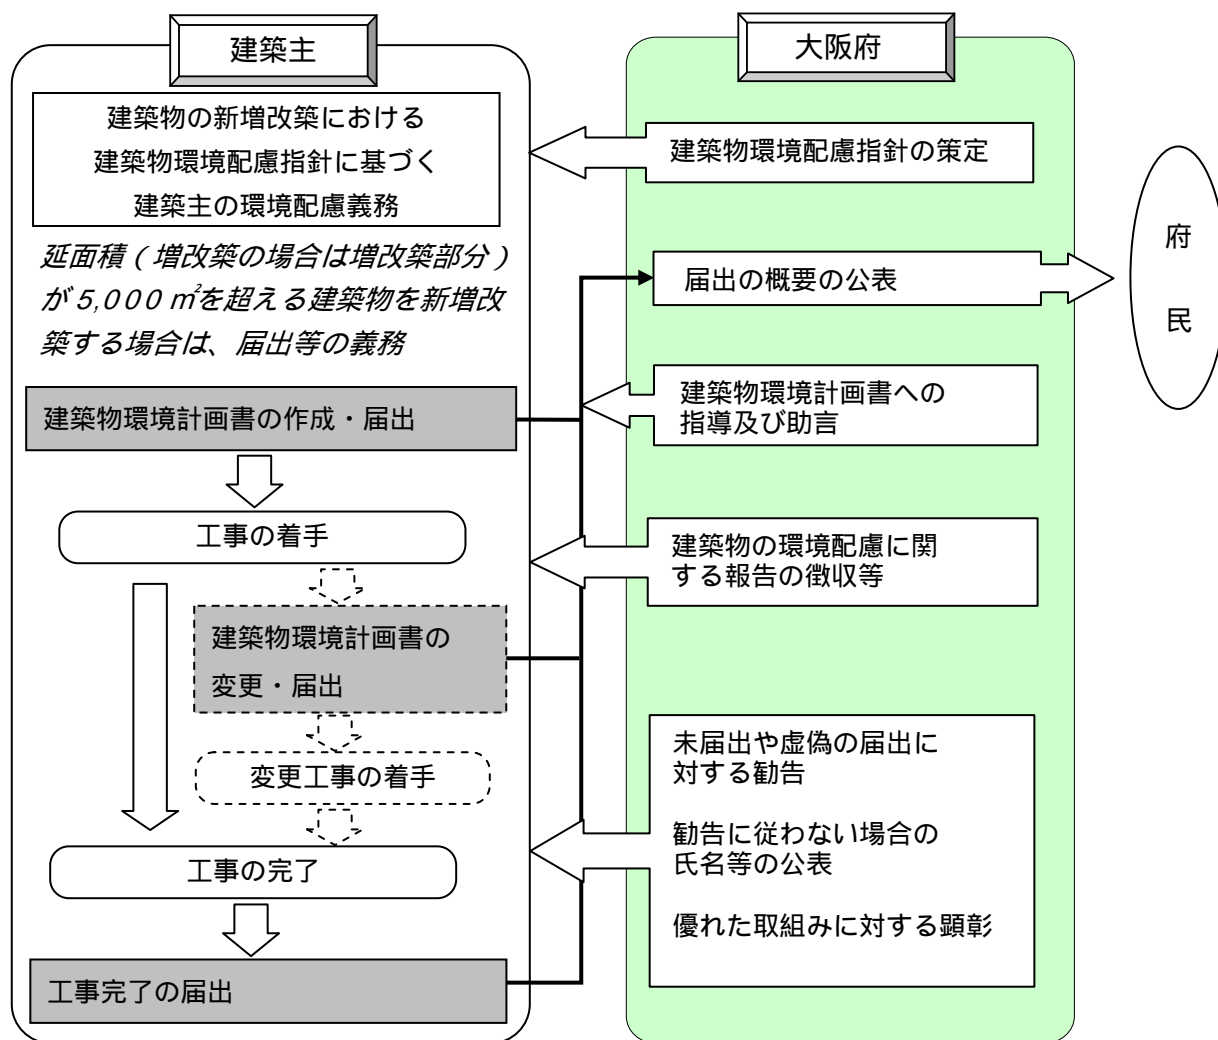 建築主
建築物の新増改築における
建築物環境配慮指針に基づく
建築主の環境配慮義務
延面積（増改築の場合は増改築部分）
が5,000㎡を超える建築物を新増改
築する場合は、届出等の義務
建築物環境計画書の作成・届出
工事の着手
建築物環境計画書の
変更・届出
変更工事の着手
工事の完了
工事完了の届出
大阪府
建築物環境配慮指針の策定
届出の概要の公表
建築物環境計画書への
指導及び助言
建築物の環境配慮に関
する報告の徴収等
未届出や虚偽の届出に
対する勧告
勧告に従わない場合の
氏名等の公表
優れた取組みに対する顕彰
府
民